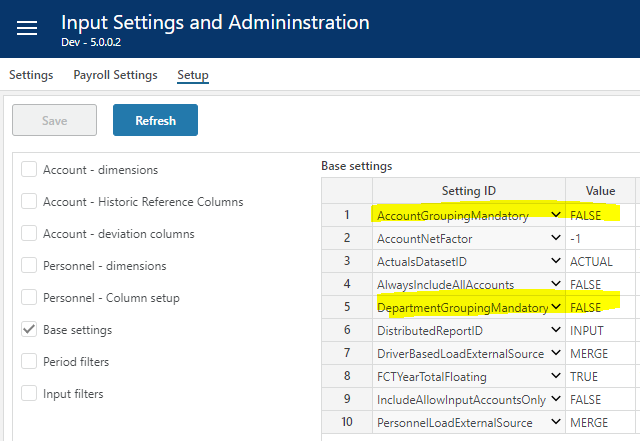 Input Settings and Admininstration
Dev - 5.0.0.2
Settings Payroll Settings Setup
Save Refresh
Account - dimensions
Account - Historic Reference Columns
Account - deviation columns
Personnel - dimensions
Personnel - Column setup
Base settings
Period filters
Input filters
Base settings
Setting ID Value
1 AccountGroupingMandatory FALSE
2 AccountNetFactor -1
3 ActualsDatasetID ACTUAL
4 AlwaysIncludeAllAccounts FALSE
5 DepartmentGroupingMandatory FALSE
6 DistributedReportID INPUT
7 DriverBasedLoadExternalSource MERGE
8 FCTYearTotalFloating TRUE
9 IncludeAllowInputAccountsOnly FALSE
10 PersonnelLoadExternalSource MERGE